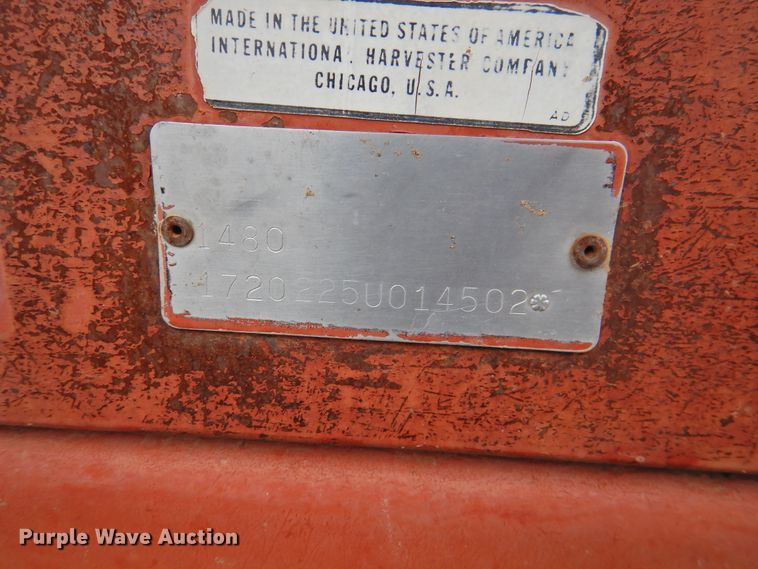 MADE IN THE UNITED STATES OF AMERICA
INTERNATIONAL HARVESTER COMPANY
CHICAGO, U.S.A.
AD
1480
1720225U014502
Purple Wave Auction